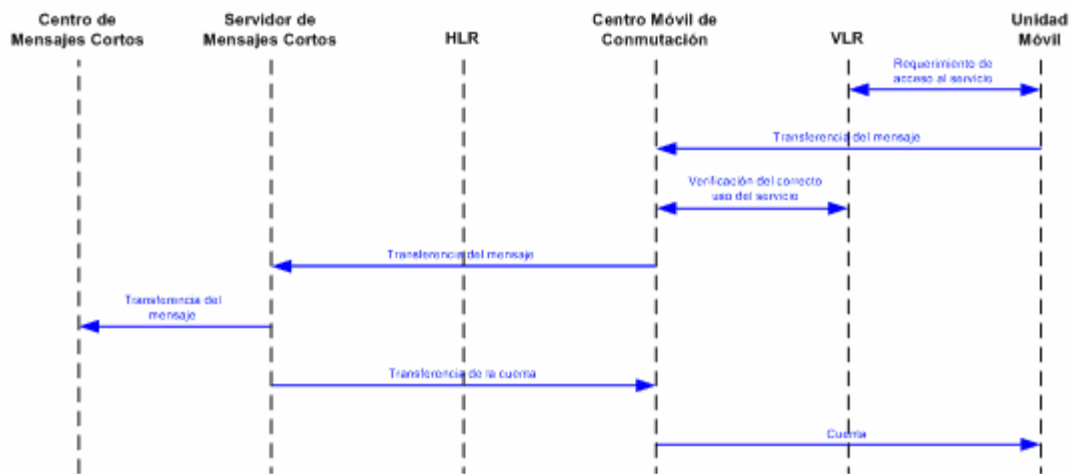 Centro de
Mensajes Cortos
Servidor de
Mensajes Cortos
HLR
Centro Móvil de
Conmutación
VLR
Unidad
Móvil
Requerimiento de
acceso al servicio
Transferencia del mensaje
Verificación del correcto
uso del servicio
Transferencia del mensaje
Transferencia del
mensaje
Transferencia de la cuenta
Cuenta